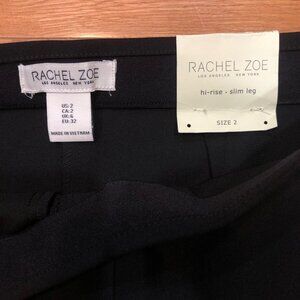 RACHEL ZOE
LOS ANGELES NEW YORK
US:2
CA:2
UK:6
EU:32
MADE IN VIETNAM
RACHEL ZOE
LOS ANGELES NEW YORK
hi-rise - slim leg
SIZE 2